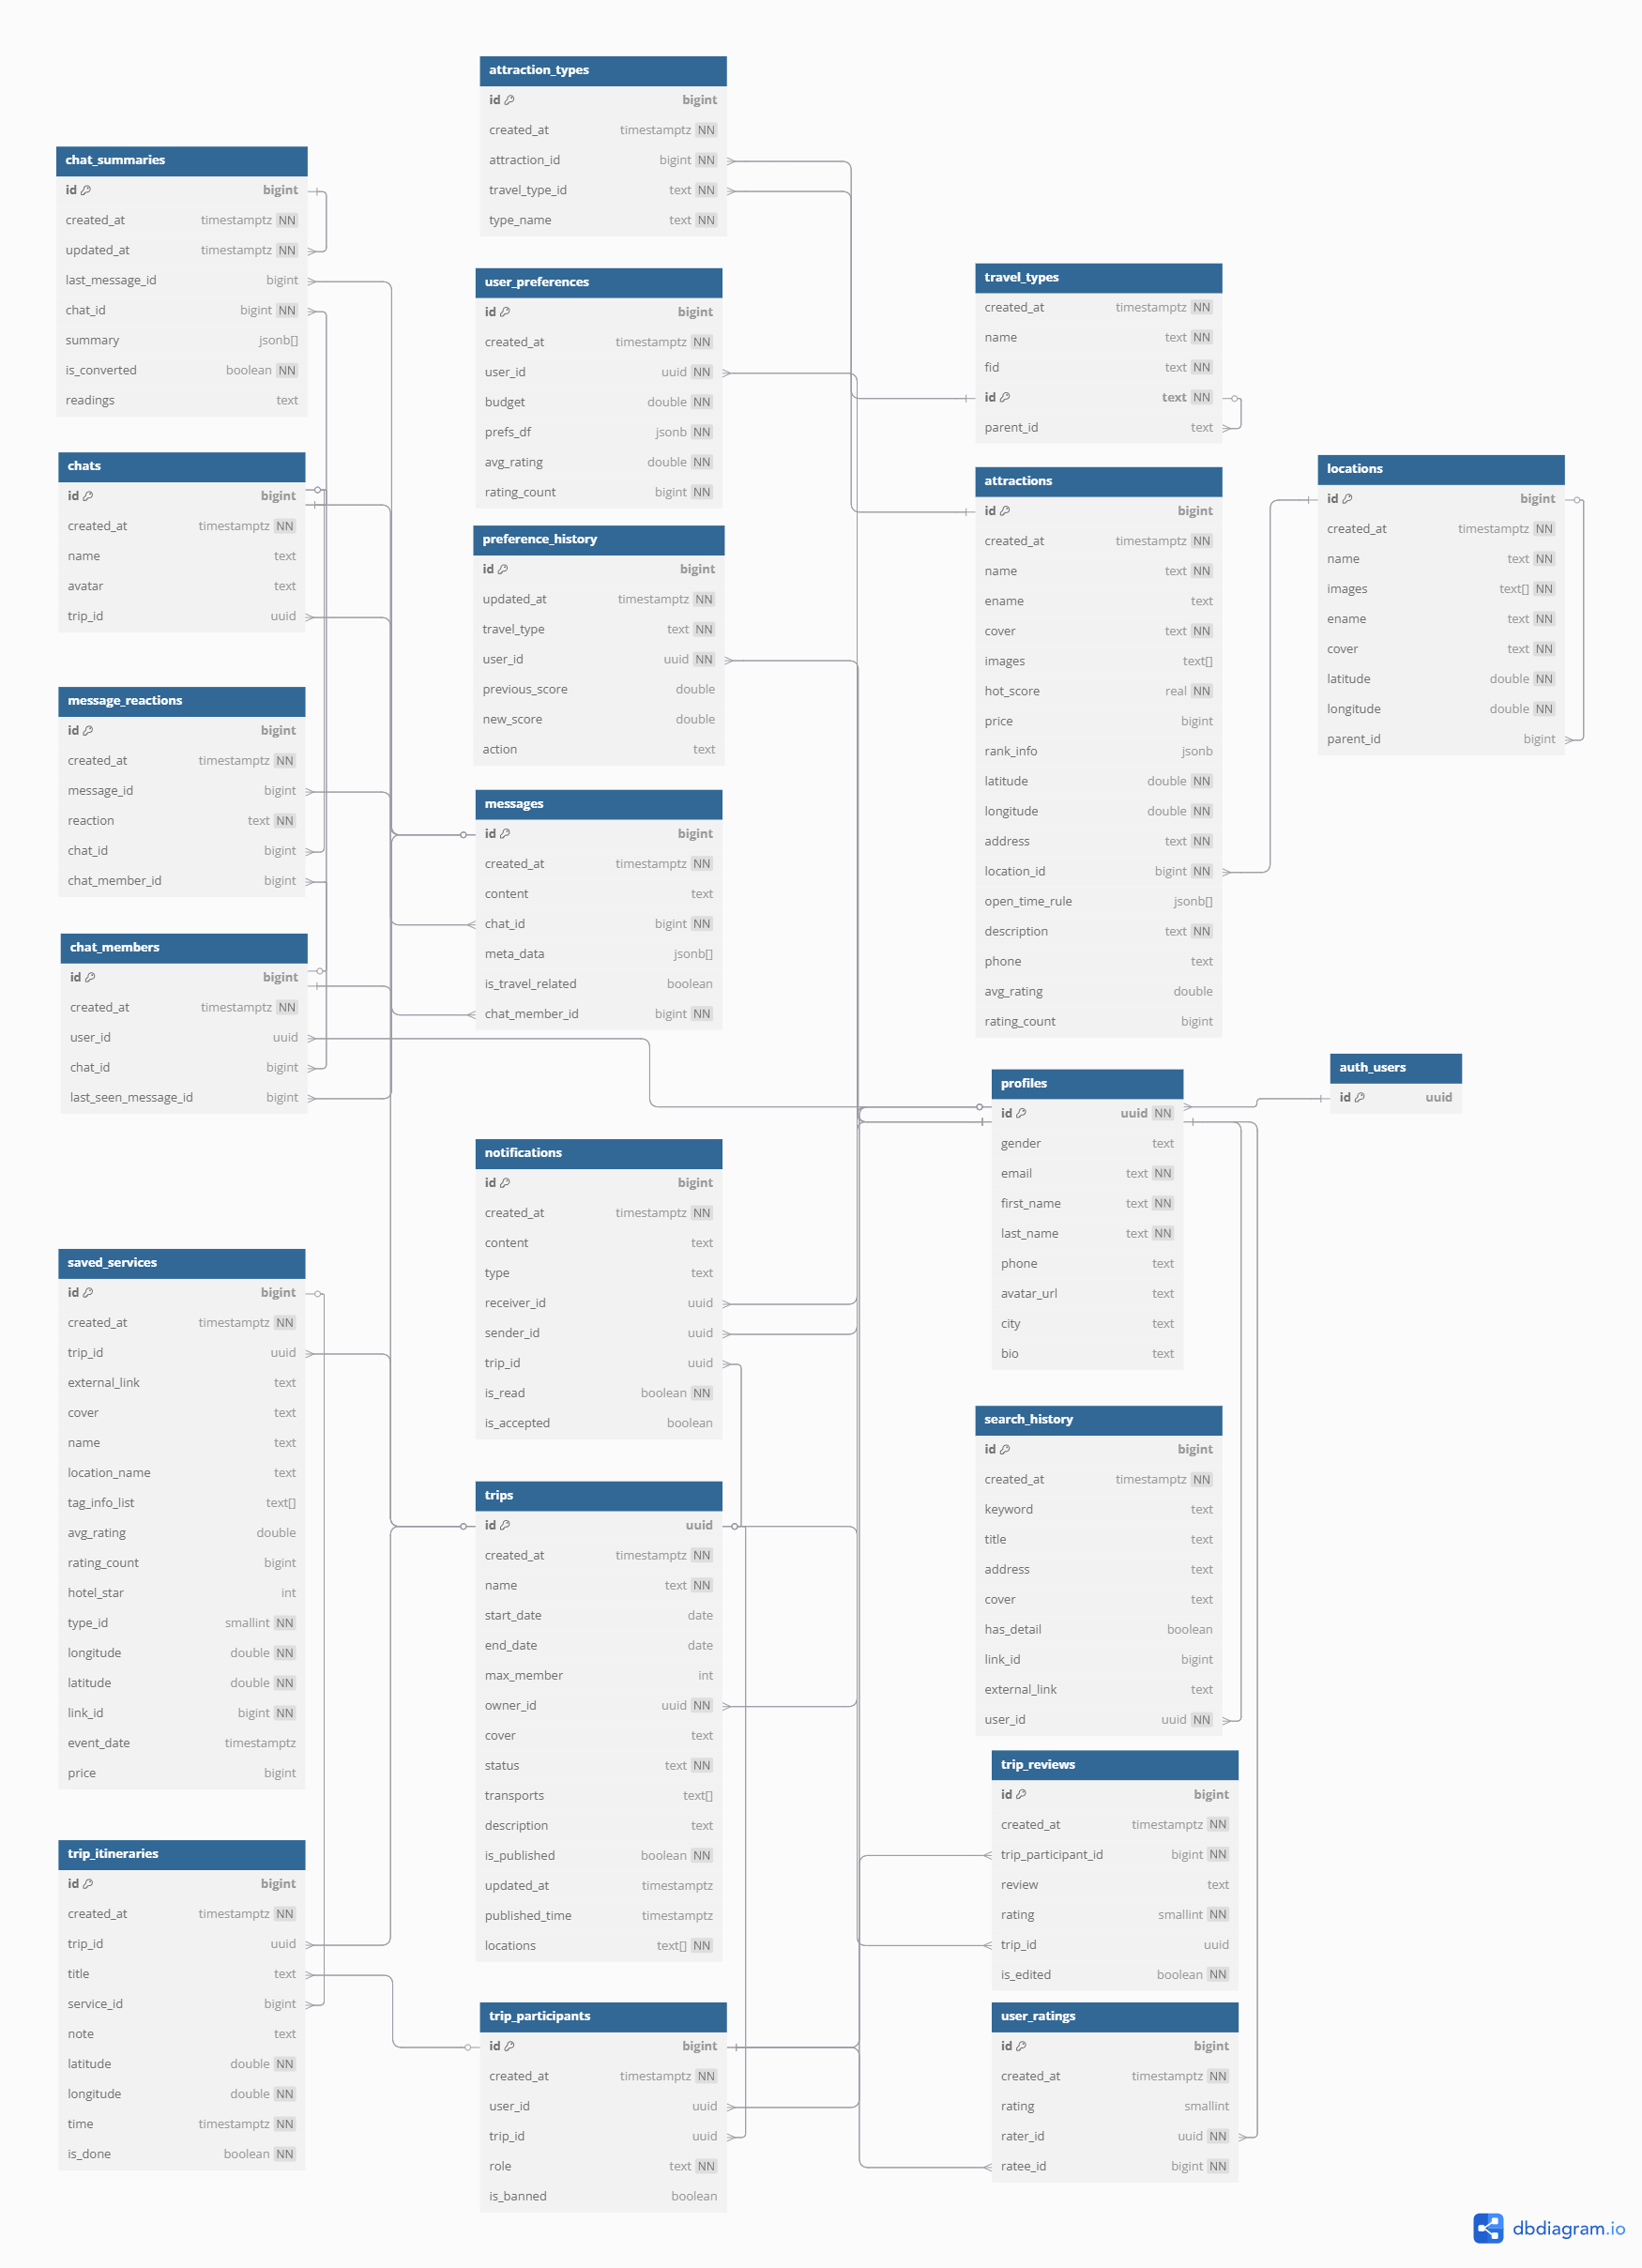 attraction_types
id bigint
created_at timestamptz NN
attraction_id bigint NN
travel_type_id text NN
type_name text NN
chat_summaries
id bigint
created_at timestamptz NN
updated_at timestamptz NN
last_message_id bigint
chat_id bigint NN
summary jsonb[]
is_converted boolean NN
readings text
user_preferences
id bigint
created_at timestamptz NN
user_id uuid NN
budget double NN
prefs_df jsonb NN
avg_rating double NN
rating_count bigint NN
travel_types
created_at timestamptz NN
name text NN
fid text NN
id text NN
parent_id text
chats
id bigint
created_at timestamptz NN
name text
avatar text
trip_id uuid
preference_history
id bigint
updated_at timestamptz NN
travel_type text NN
user_id uuid NN
previous_score double
new_score double
action text
attractions
id bigint
created_at timestamptz NN
name text NN
ename text
cover text NN
images text[]
hot_score real NN
price bigint
rank_info jsonb
latitude double NN
longitude double NN
address text NN
location_id bigint NN
open_time_rule jsonb[]
description text NN
phone text
avg_rating double
rating_count bigint
locations
id bigint
created_at timestamptz NN
name text NN
images text[] NN
ename text NN
cover text NN
latitude double NN
longitude double NN
parent_id bigint
message_reactions
id bigint
created_at timestamptz NN
message_id bigint
reaction text NN
chat_id bigint
chat_member_id bigint
messages
id bigint
created_at timestamptz NN
content text
chat_id bigint NN
meta_data jsonb[]
is_travel_related boolean
chat_member_id bigint NN
chat_members
id bigint
created_at timestamptz NN
user_id uuid
chat_id bigint
last_seen_message_id bigint
profiles
id uuid NN
gender text
email text NN
first_name text NN
last_name text NN
phone text
avatar_url text
city text
bio text
auth_users
id uuid
notifications
id bigint
created_at timestamptz NN
content text
type text
receiver_id uuid
sender_id uuid
trip_id uuid
is_read boolean NN
is_accepted boolean
saved_services
id bigint
created_at timestamptz NN
trip_id uuid
external_link text
cover text
name text
location_name text
tag_info_list text[]
avg_rating double
rating_count bigint
hotel_star int
type_id smallint NN
longitude double NN
latitude double NN
link_id bigint NN
event_date timestamptz
price bigint
search_history
id bigint
created_at timestamptz NN
keyword text
title text
address text
cover text
has_detail boolean
link_id bigint
external_link text
user_id uuid NN
trips
id uuid
created_at timestamptz NN
name text NN
start_date date
end_date date
max_member int
owner_id uuid NN
cover text
status text NN
transports text[]
description text
is_published boolean NN
updated_at timestamptz
published_time timestamptz
locations text[] NN
trip_reviews
id bigint
created_at timestamptz NN
trip_participant_id bigint NN
review text
rating smallint NN
trip_id uuid
is_edited boolean NN
trip_itineraries
id bigint
created_at timestamptz NN
trip_id uuid
title text
service_id bigint
note text
latitude double NN
longitude double NN
time timestamptz NN
is_done boolean NN
trip_participants
id bigint
created_at timestamptz NN
user_id uuid
trip_id uuid
role text NN
is_banned boolean
user_ratings
id bigint
created_at timestamptz NN
rating smallint
rater_id uuid NN
ratee_id bigint NN
dbdiagram.io